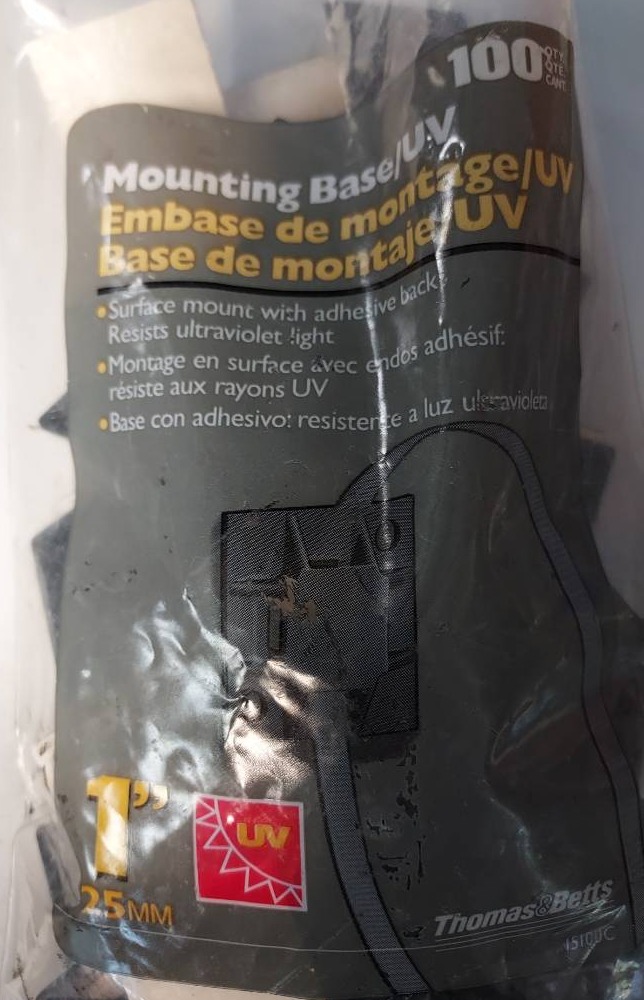 100 QTY.
QTE.
CANT.
Mounting Base/UV
Embase de montage/UV
Base de montaje/UV
•Surface mount with adhesive back
Resists ultraviolet light
•Montage en surface avec endos adhésif:
résiste aux rayons UV
•Base con adhesivo: resistente a luz ultravioleta
1"
25MM
UV
Thomas&Betts